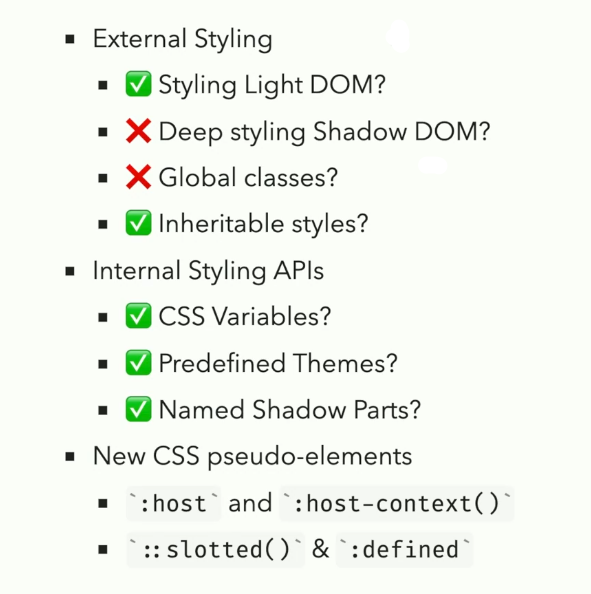 ▪ External Styling
▪ ✅ Styling Light DOM?
▪ ❌ Deep styling Shadow DOM?
▪ ❌ Global classes?
▪ ✅ Inheritable styles?
▪ Internal Styling APIs
▪ ✅ CSS Variables?
▪ ✅ Predefined Themes?
▪ ✅ Named Shadow Parts?
▪ New CSS pseudo-elements
▪ `:host` and `:host-context()`
▪ `::slotted()` & `:defined`